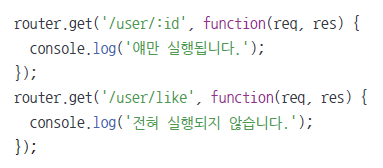 router.get('/user/:id', function(req, res) {
  console.log('얘만 실행됩니다.');
});
router.get('/user/like', function(req, res) {
  console.log('전혀 실행되지 않습니다.');
});